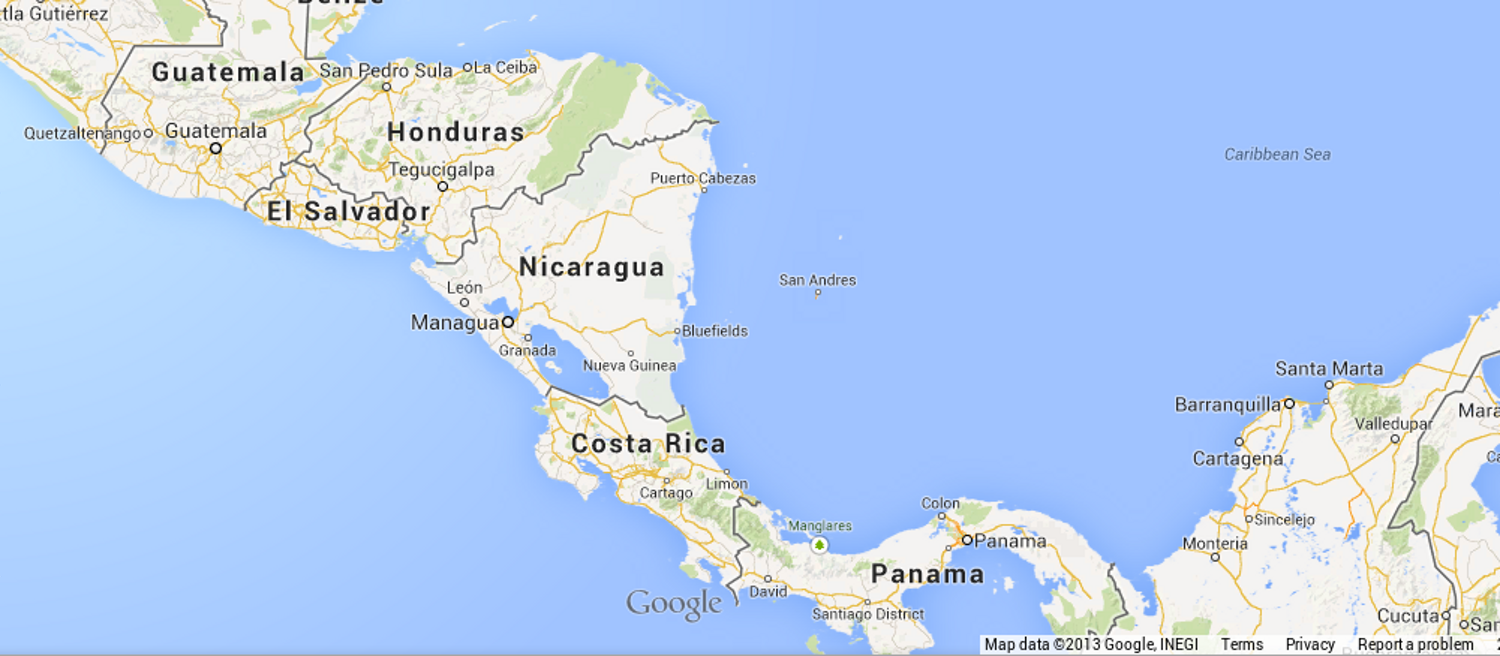 tla Gutiérrez
Belize
Guatemala
San Pedro Sula
La Ceiba
Quetzaltenango
Guatemala
Honduras
Caribbean Sea
Tegucigalpa
Puerto Cabezas
El Salvador
Nicaragua
San Andres
León
Managua
Bluefields
Granada
Nueva Guinea
Santa Marta
Barranquilla
Mara
Valledupar
Costa Rica
Cartagena
Ca
Limon
Cartago
Colon
Manglares
Sincelejo
Panama
Monteria
Panama
David
Google
Santiago District
Cucuta
San
Map data ©2013 Google, INEGI Terms Privacy Report a problem